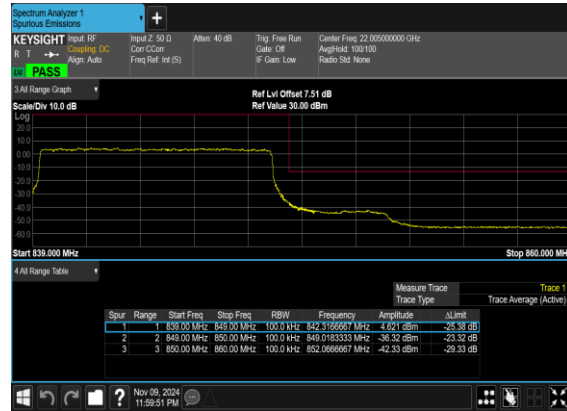 Spectrum Analyzer 1
Spurious Emissions
+
KEYSIGHT Input: RF Input Z: 50 Ω Atten: 40 dB Trig: Free Run Center Freq: 22.005000000 GHz
R T Coupling: DC Corr CCorr Gate: Off Avg|Hold: 100/100
Align: Auto Freq Ref: Int (S) IF Gain: Low Radio Std: None
LW PASS
3 All Range Graph
Ref Lvl Offset 7.51 dB
Scale/Div 10.0 dB Ref Value 30.00 dBm
Log
20.0
10.0
0.00
-10.0
-20.0
-30.0
-40.0
-50.0
-60.0
Start 839.000 MHz Stop 860.000 MH
4 All Range Table
Measure Trace Trace 1
Trace Type Trace Average (Active)
Spur Range Start Freq Stop Freq RBW Frequency Amplitude ΔLimit
1 1 839.00 MHz 849.00 MHz 100.0 kHz 842.3166667 MHz 4.621 dBm -25.38 dB
2 2 849.00 MHz 850.00 MHz 100.0 kHz 849.0183333 MHz -36.32 dBm -23.32 dB
3 3 850.00 MHz 860.00 MHz 100.0 kHz 852.0666667 MHz -42.33 dBm -29.33 dB
? Nov 09, 2024
11:59:51 PM